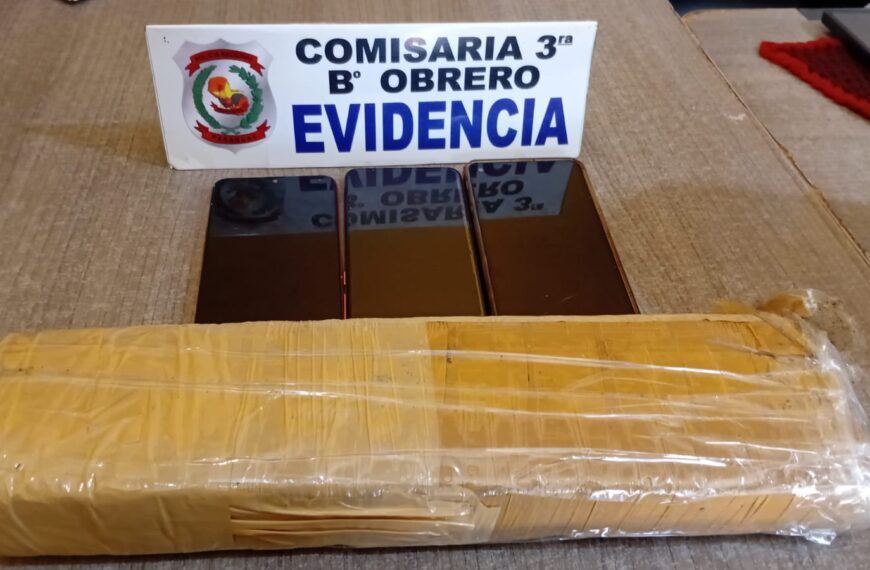 COMISARIA 3ra
Bº OBRERO
EVIDENCIA